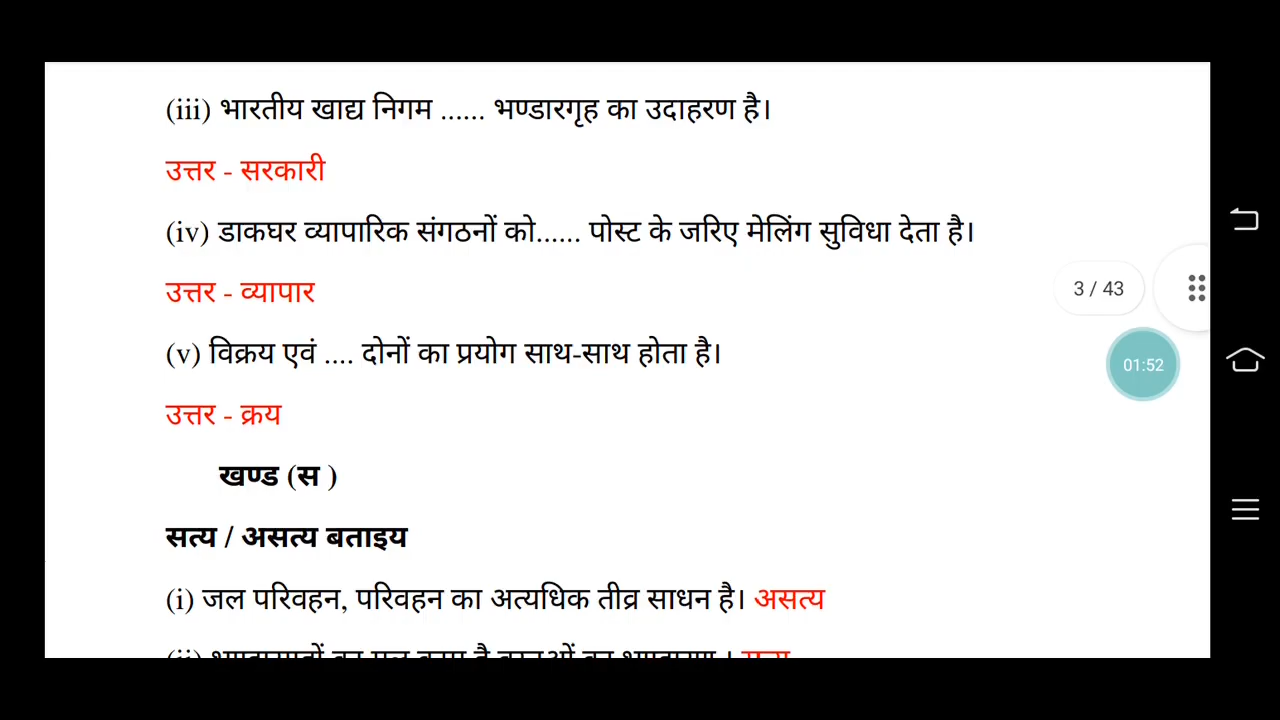 (iii) भारतीय खाद्य निगम ...... भण्डारगृह का उदाहरण है।
उत्तर - सरकारी
(iv) डाकघर व्यापारिक संगठनों को...... पोस्ट के जरिए मेलिंग सुविधा देता है।
उत्तर - व्यापार
3 / 43
(v) विक्रय एवं .... दोनों का प्रयोग साथ-साथ होता है।
01:52
उत्तर - क्रय
खण्ड (स )
सत्य / असत्य बताइय
(i) जल परिवहन, परिवहन का अत्यधिक तीव्र साधन है। असत्य